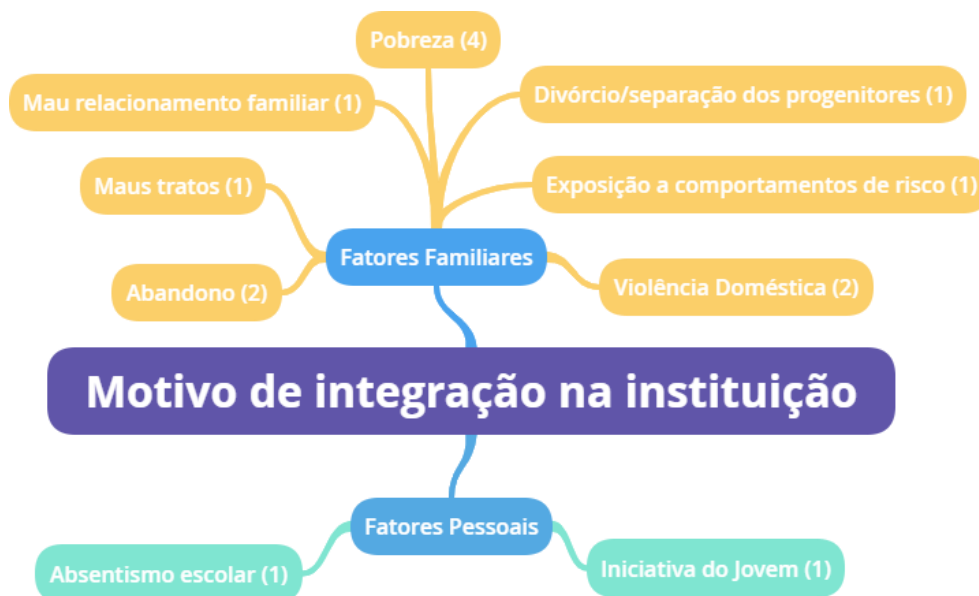 Pobreza (4)
Mau relacionamento familiar (1)
Divórcio/separação dos progenitores (1)
Maus tratos (1)
Exposição a comportamentos de risco (1)
Fatores Familiares
Abandono (2)
Violência Doméstica (2)
Motivo de integração na instituição
Fatores Pessoais
Absentismo escolar (1)
Iniciativa do Jovem (1)